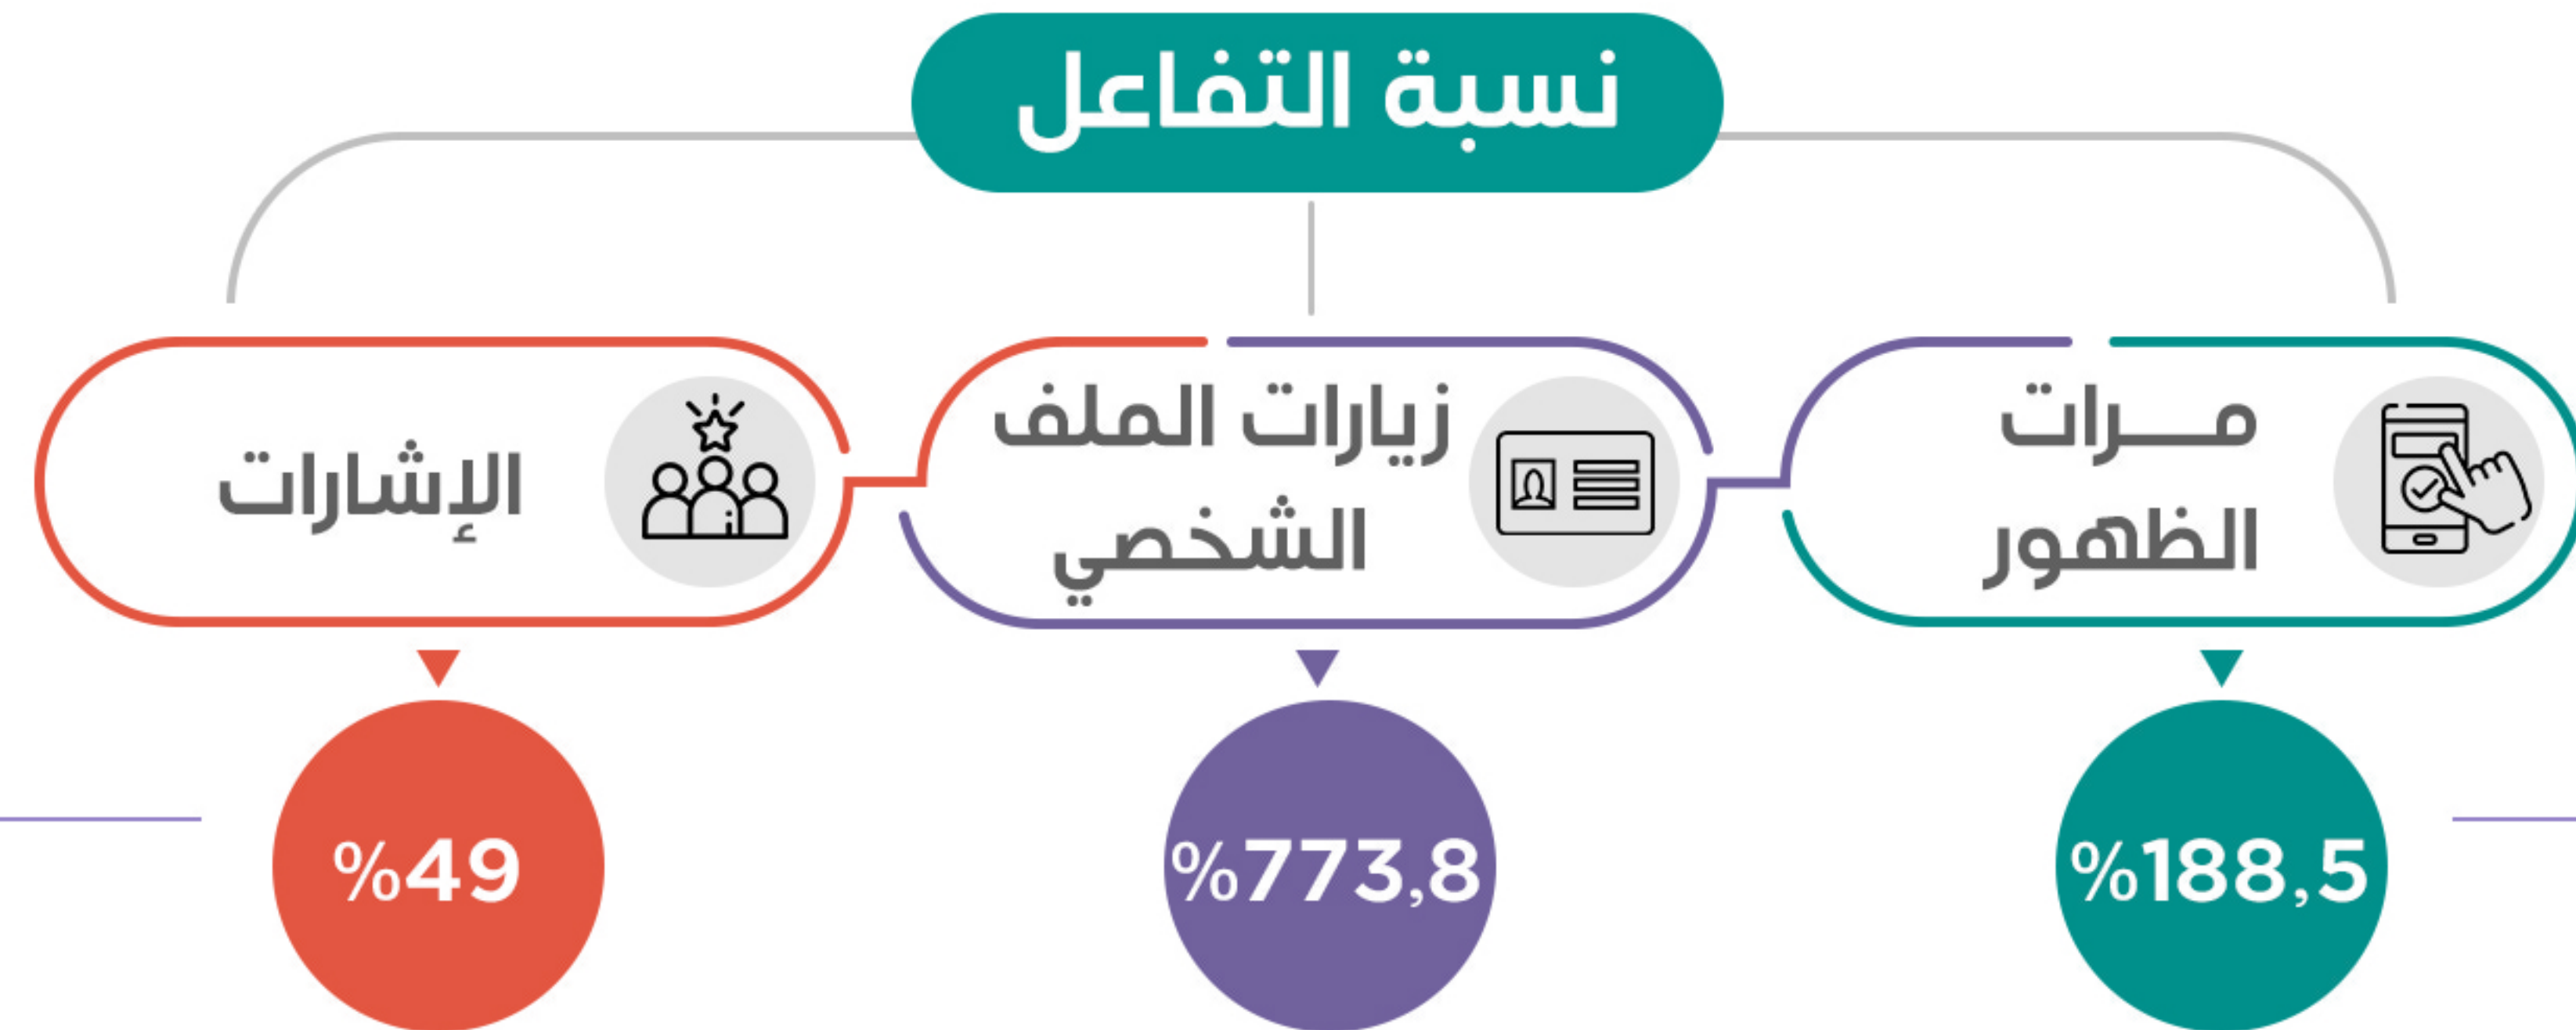 نسبة التفاعل
مـــرات
الظهور
%188,5
زيارات الملف
الشخصي
%773,8
الإشارات
%49